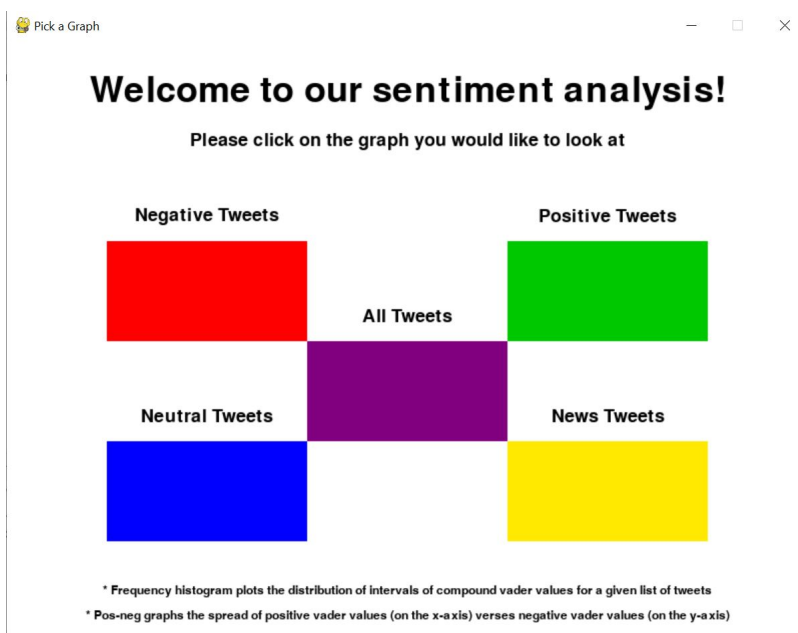 Pick a Graph
Welcome to our sentiment analysis!
Please click on the graph you would like to look at
Negative Tweets
Positive Tweets
All Tweets
Neutral Tweets
News Tweets
* Frequency histogram plots the distribution of intervals of compound vader values for a given list of tweets
* Pos-neg graphs the spread of positive vader values (on the x-axis) verses negative vader values (on the y-axis)